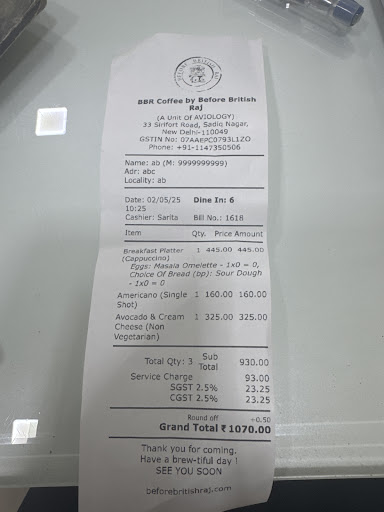 BEFORE BRITISH RAJ
BBR Coffee by Before British
Raj
(A Unit Of AVIOLOGY)
33 Sirifort Road, Sadiq Nagar,
New Delhi-110049
GSTIN No: 07AAEPC0793L1ZO
Phone: +91-1147350506
Name: ab (M: 9999999999)
Adr: abc
Locality: ab
Date: 02/05/25 Dine In: 6
10:25
Cashier: Sarita Bill No.: 1618
Item Qty. Price Amount
Breakfast Platter 1 445.00 445.00
(Cappuccino)
Eggs: Masala Omelette - 1x0 = 0,
Choice Of Bread (bp): Sour Dough
- 1x0 = 0
Americano (Single 1 160.00 160.00
Shot)
Avocado & Cream 1 325.00 325.00
Cheese (Non
Vegetarian)
Total Qty: 3 Sub Total 930.00
Service Charge 93.00
SGST 2.5% 23.25
CGST 2.5% 23.25
Round off +0.50
Grand Total ₹ 1070.00
Thank you for coming.
Have a brew-tiful day !
SEE YOU SOON
beforebritishraj.com